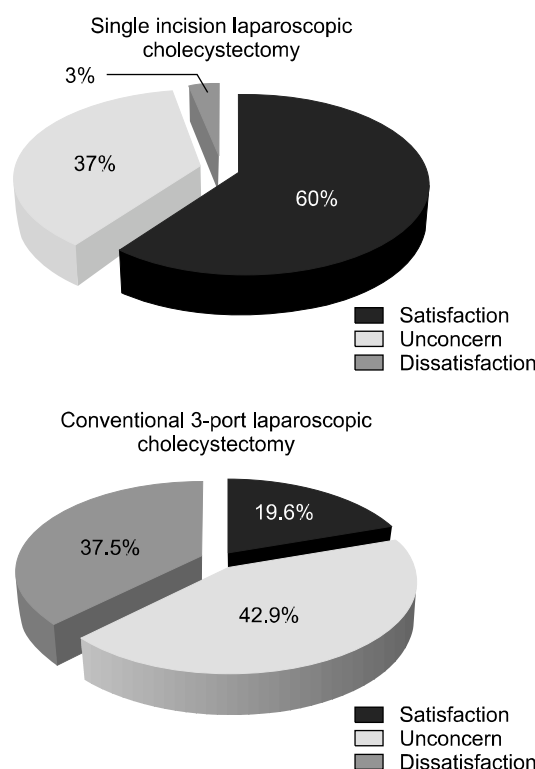 Single incision laparoscopic
cholecystectomy
3%
37%
60%
Satisfaction
Unconcern
Dissatisfaction
Conventional 3-port laparoscopic
cholecystectomy
19.6%
37.5%
42.9%
Satisfaction
Unconcern
Dissatisfaction